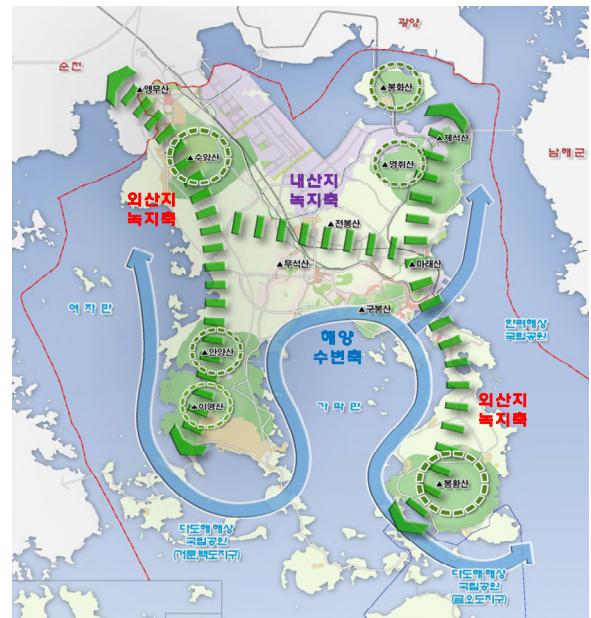 광양
순천
▲앵무산
▲봉화산
▲제석산
남해군
▲수암산
▲영취산
내산지
녹지축
외산지
녹지축
▲전봉산
▲무석산
▲마래산
여자만
▲구봉산
해양
수변축
한려해상
국립공원
▲안양산
▲이영산
가막만
외산지
녹지축
▲봉황산
다도해 해상
국립공원
(거문백도지구)
다도해 해상
국립공원
(금오도지구)